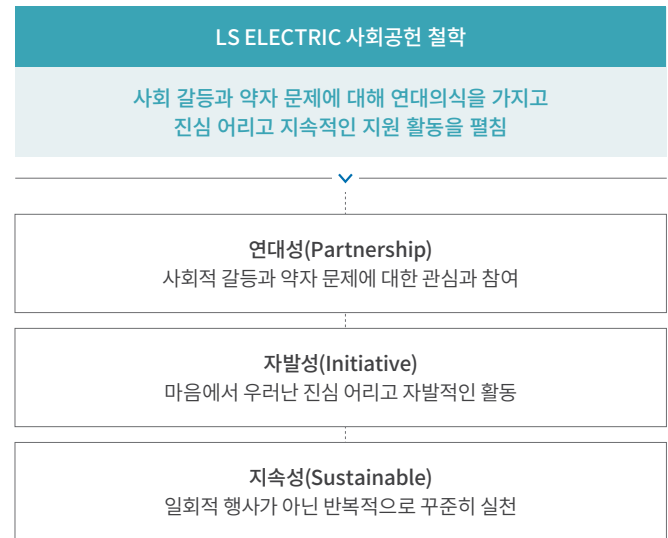 LS ELECTRIC 사회공헌 철학
사회 갈등과 약자 문제에 대해 연대의식을 가지고
진심 어리고 지속적인 지원 활동을 펼침
연대성(Partnership)
사회적 갈등과 약자 문제에 대한 관심과 참여
자발성(Initiative)
마음에서 우러난 진심 어리고 자발적인 활동
지속성(Sustainable)
일회적 행사가 아닌 반복적으로 꾸준히 실천